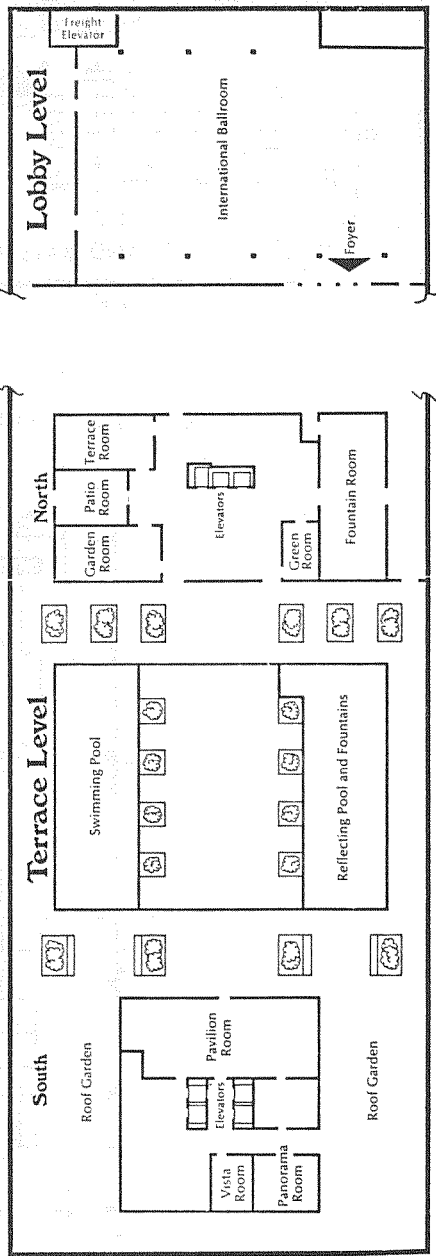 Lobby Level
Freight
Elevator
International Ballroom
Foyer
Terrace Level
North
Garden
Room
Patio
Room
Terrace
Room
Elevators
Green
Room
Fountain Room
Swimming Pool
Reflecting Pool and Fountains
South
Roof Garden
Pavilion
Room
Elevators
Vista
Room
Panorama
Room
Roof Garden